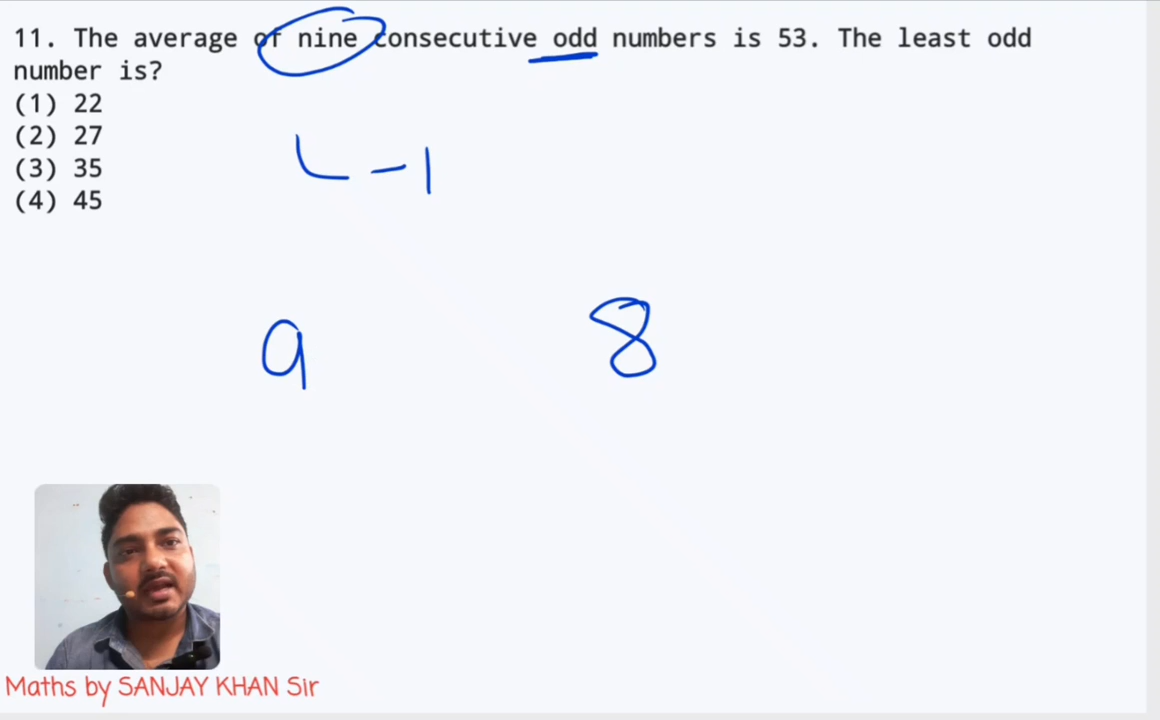 11. The average of nine consecutive odd numbers is 53. The least odd
number is?
(1) 22
(2) 27
(3) 35
(4) 45
L - 1
9 8
Maths by SANJAY KHAN Sir